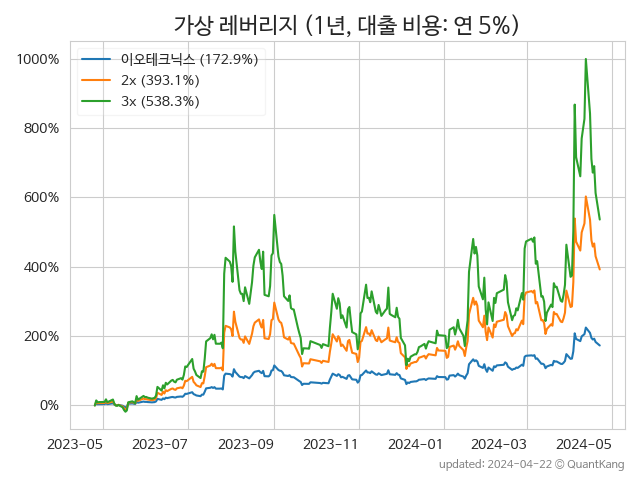 가상 레버리지 (1년, 대출 비용: 연 5%)
이오테크닉스 (172.9%)
2x (393.1%)
3x (538.3%)
1000%
800%
600%
400%
200%
0%
2023-05 2023-07 2023-09 2023-11 2024-01 2024-03 2024-05
updated: 2024-04-22 © QuantKang